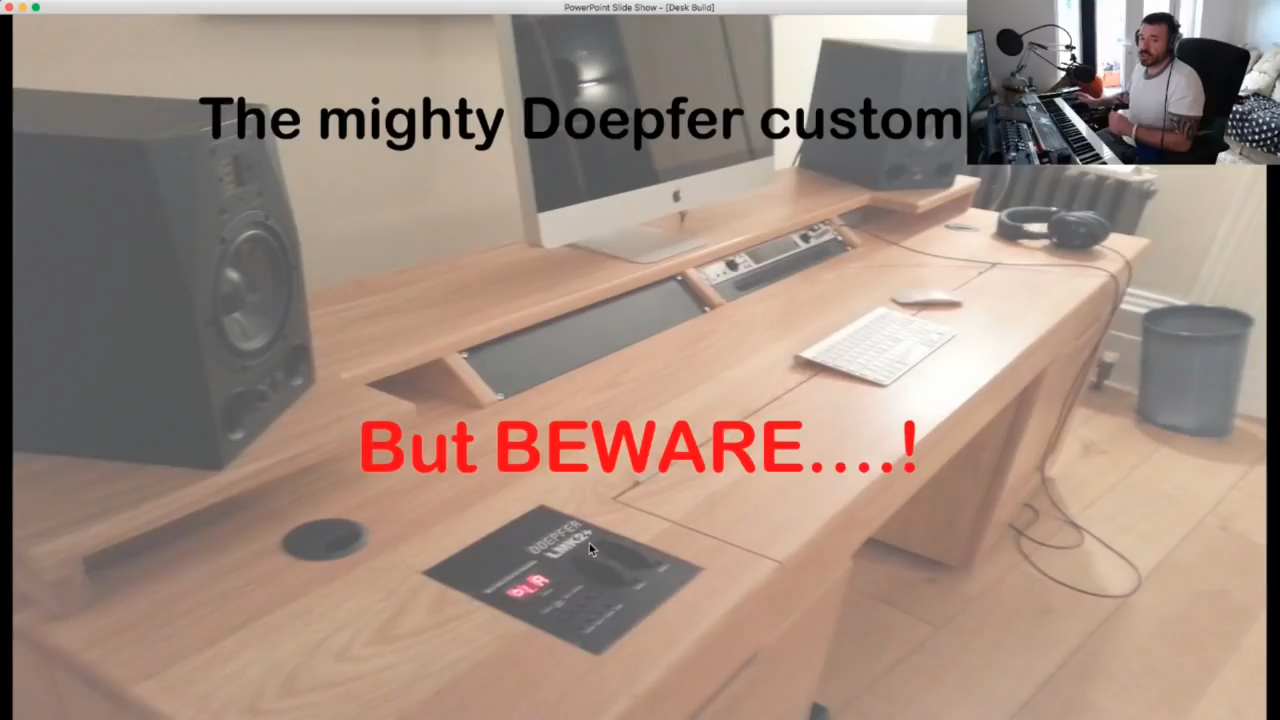 PowerPoint Slide Show - [Desk Build]
The mighty Doepfer custom
But BEWARE....!
DOEPFER
LMK2+